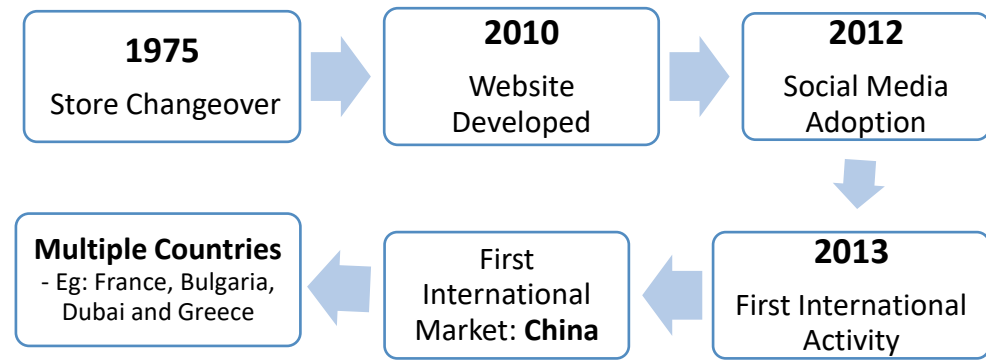 1975
Store Changeover
2010
Website
Developed
2012
Social Media
Adoption
2013
First International
Activity
First
International
Market: China
Multiple Countries
- Eg: France, Bulgaria,
Dubai and Greece